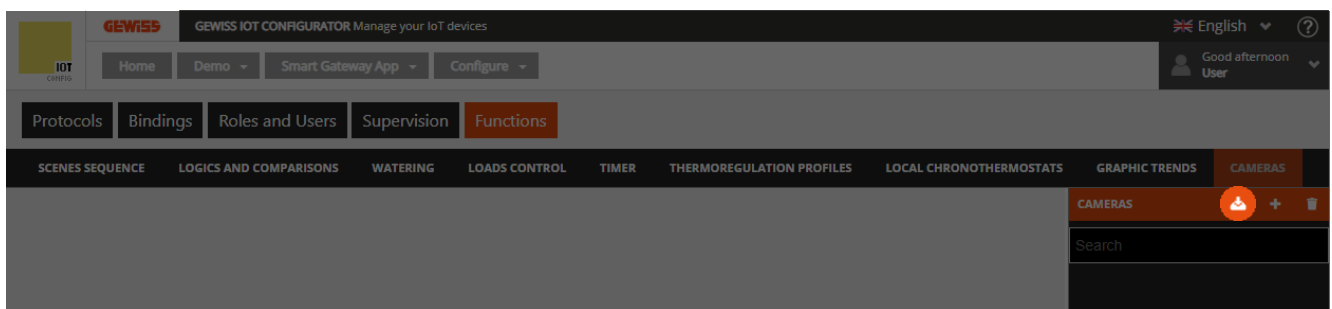 GEWISS
GEWISS IOT CONFIGURATOR Manage your IoT devices
English
?
IOT
CONFIG
Home
Demo
Smart Gateway App
Configure
Good afternoon
User
Protocols
Bindings
Roles and Users
Supervision
Functions
SCENES SEQUENCE
LOGICS AND COMPARISONS
WATERING
LOADS CONTROL
TIMER
THERMOREGULATION PROFILES
LOCAL CHRONOTHERMOSTATS
GRAPHIC TRENDS
CAMERAS
CAMERAS
Search